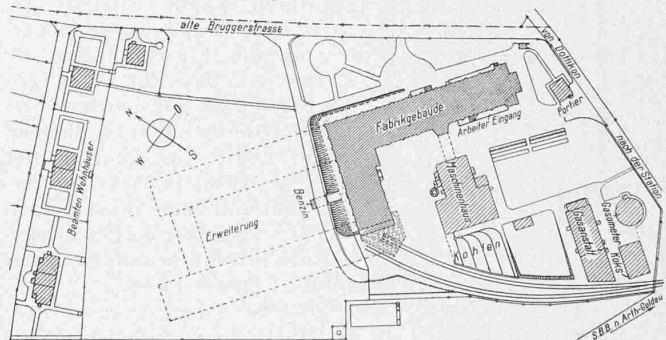 alte Bruggerstrasse
von Dottikon
nach der Station
N
O
W
S
Beamten Wohnhäuser
Fabrikgebäude
Arbeiter Eingang
Portier
Maschinenhaus
Benzin
Erweiterung
Kohlen
Gasanstalt
Gasometer
Koks
S.B.B. n. Arth-Goldau